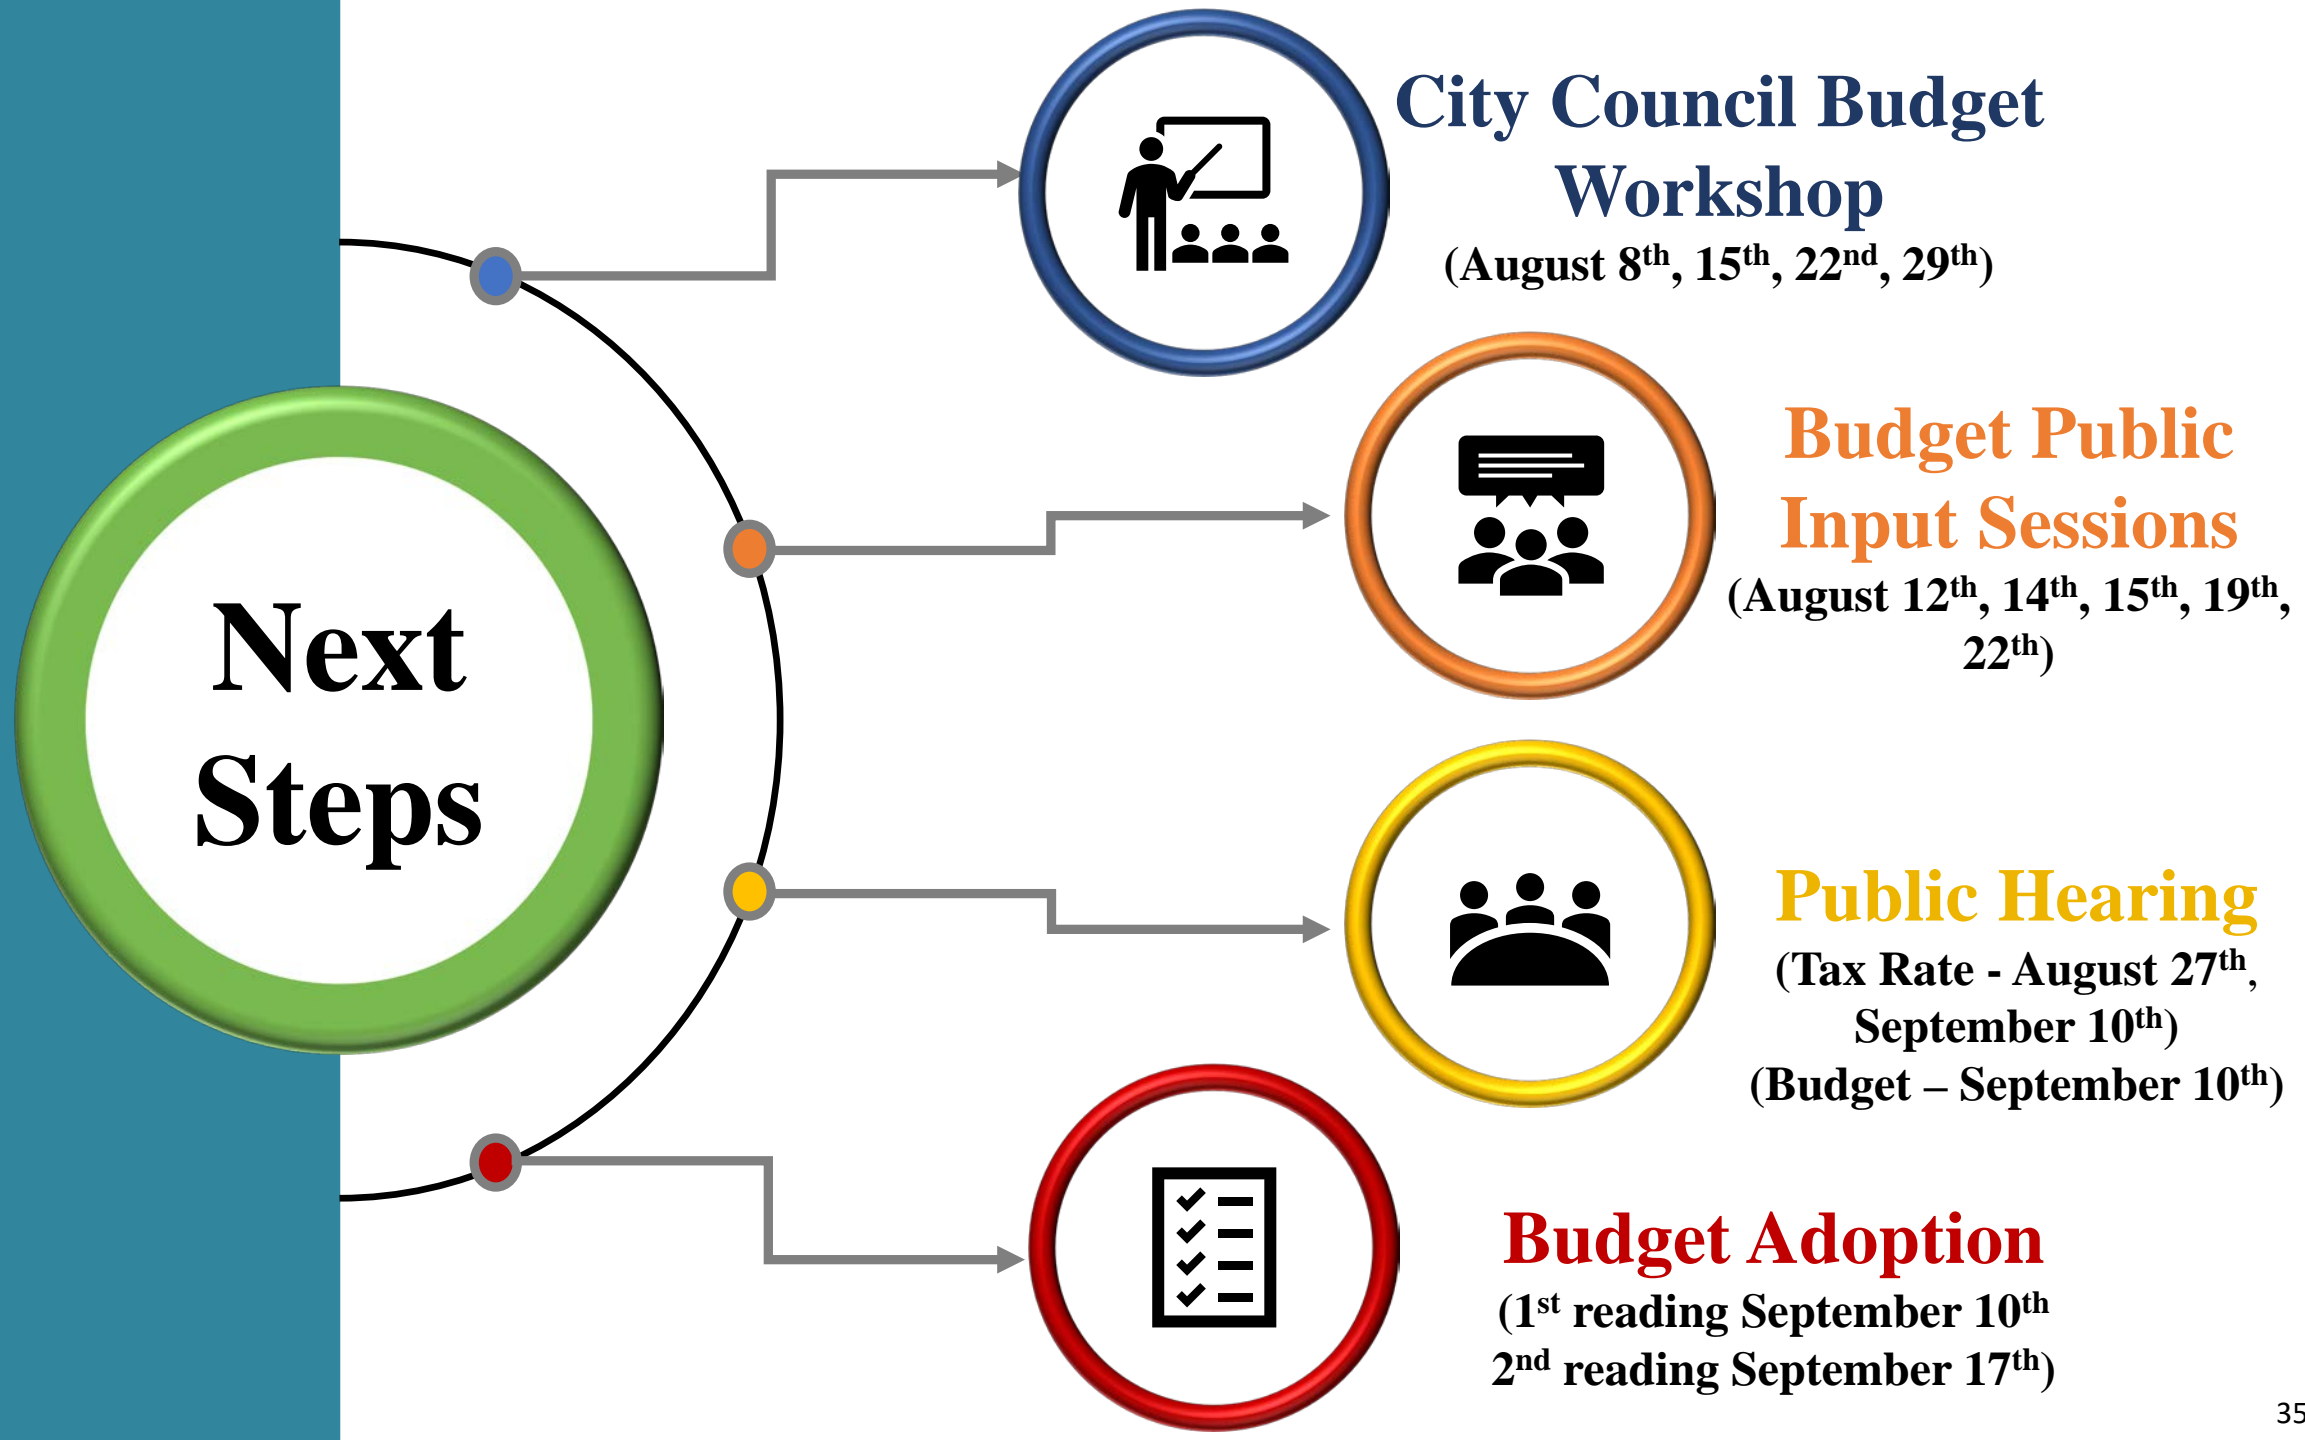 Next
Steps
City Council Budget
Workshop
(August 8th, 15th, 22nd, 29th)
Budget Public
Input Sessions
(August 12th, 14th, 15th, 19th,
22th)
Public Hearing
(Tax Rate - August 27th,
September 10th)
(Budget – September 10th)
Budget Adoption
(1st reading September 10th
2nd reading September 17th)
35